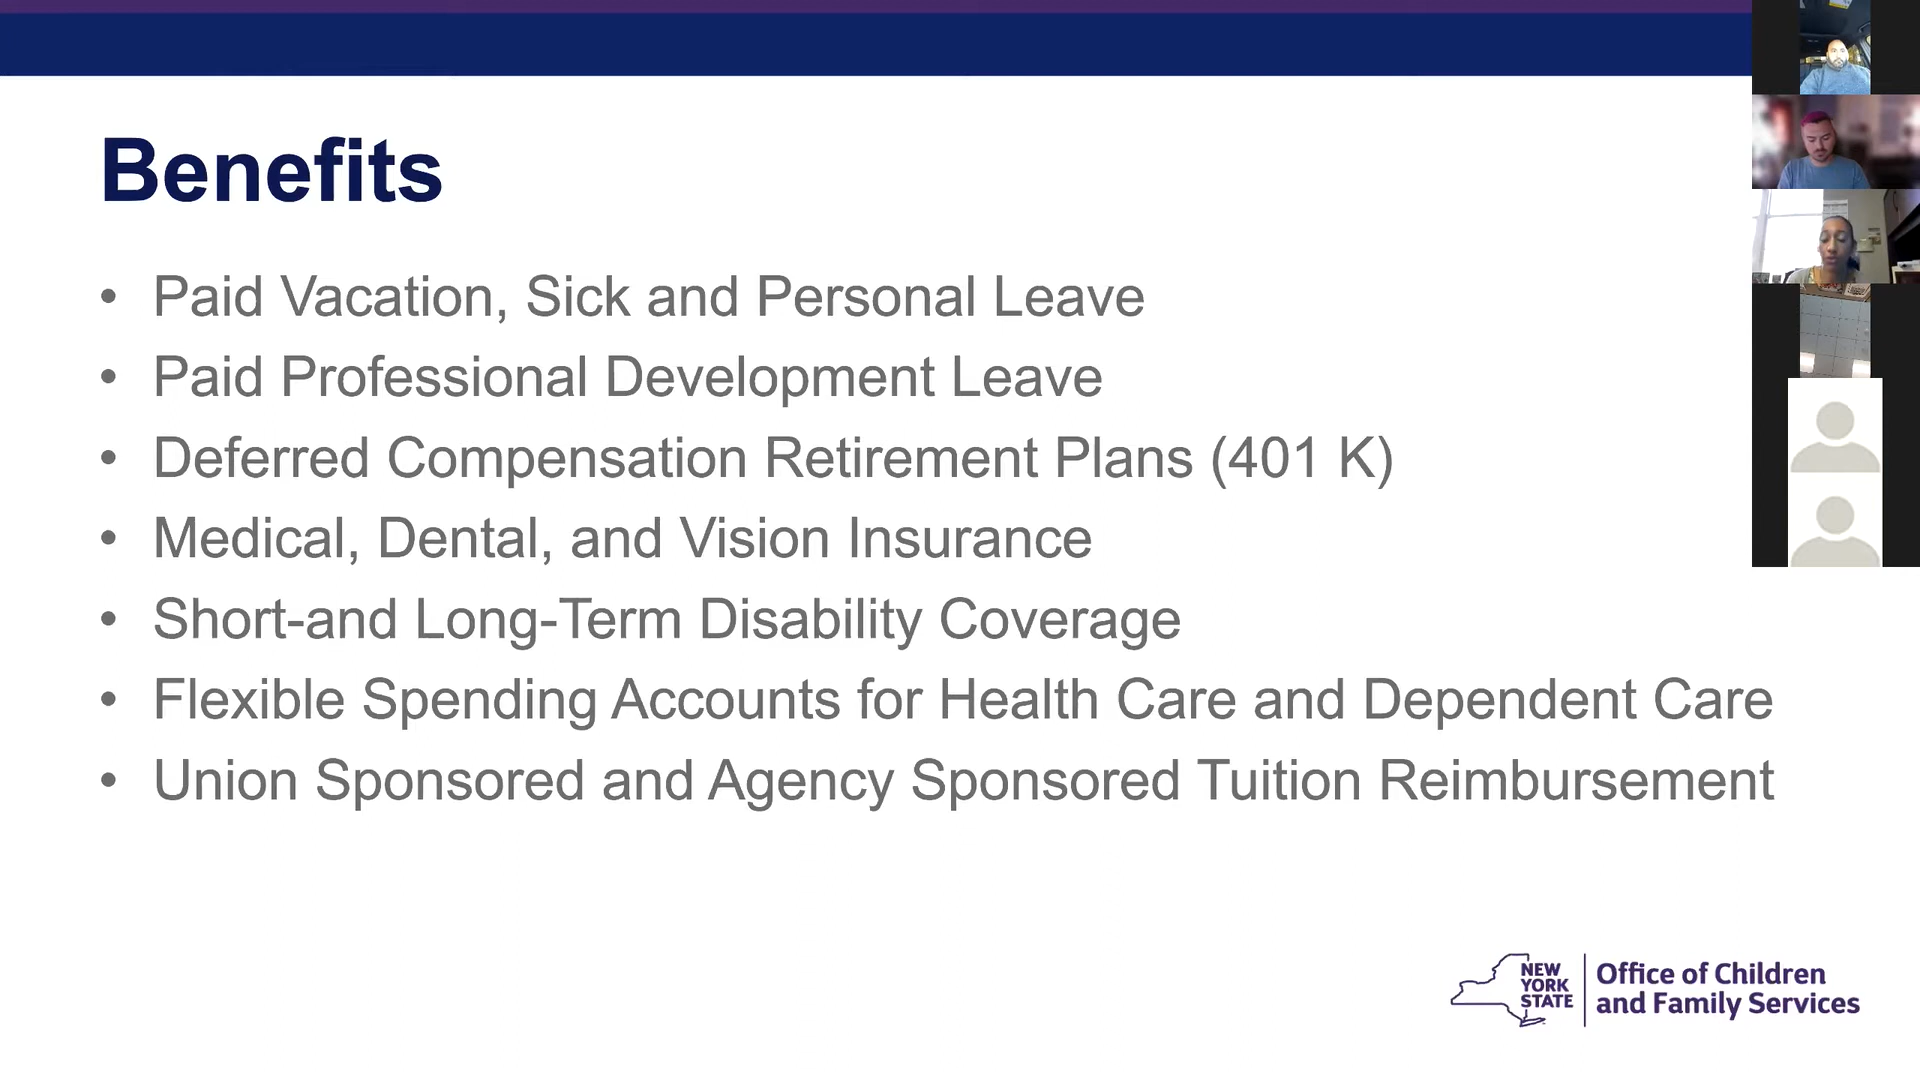 Benefits
• Paid Vacation, Sick and Personal Leave
• Paid Professional Development Leave
• Deferred Compensation Retirement Plans (401 K)
• Medical, Dental, and Vision Insurance
• Short-and Long-Term Disability Coverage
• Flexible Spending Accounts for Health Care and Dependent Care
• Union Sponsored and Agency Sponsored Tuition Reimbursement
NEW
YORK
STATE
Office of Children
and Family Services